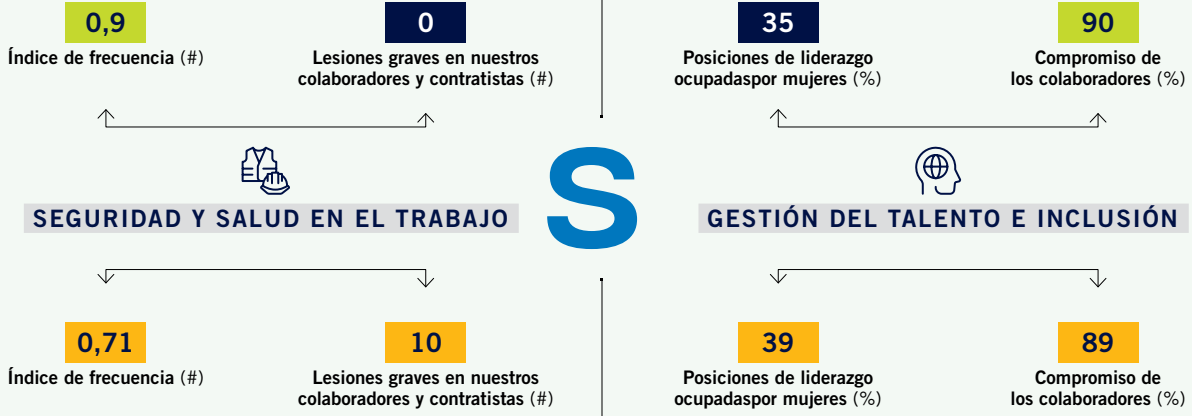 0,9
Índice de frecuencia (#)
0
Lesiones graves en nuestros
colaboradores y contratistas (#)
35
Posiciones de liderazgo
ocupadaspor mujeres (%)
90
Compromiso de
los colaboradores (%)
SEGURIDAD Y SALUD EN EL TRABAJO
S
GESTIÓN DEL TALENTO E INCLUSIÓN
0,71
Índice de frecuencia (#)
10
Lesiones graves en nuestros
colaboradores y contratistas (#)
39
Posiciones de liderazgo
ocupadaspor mujeres (%)
89
Compromiso de
los colaboradores (%)